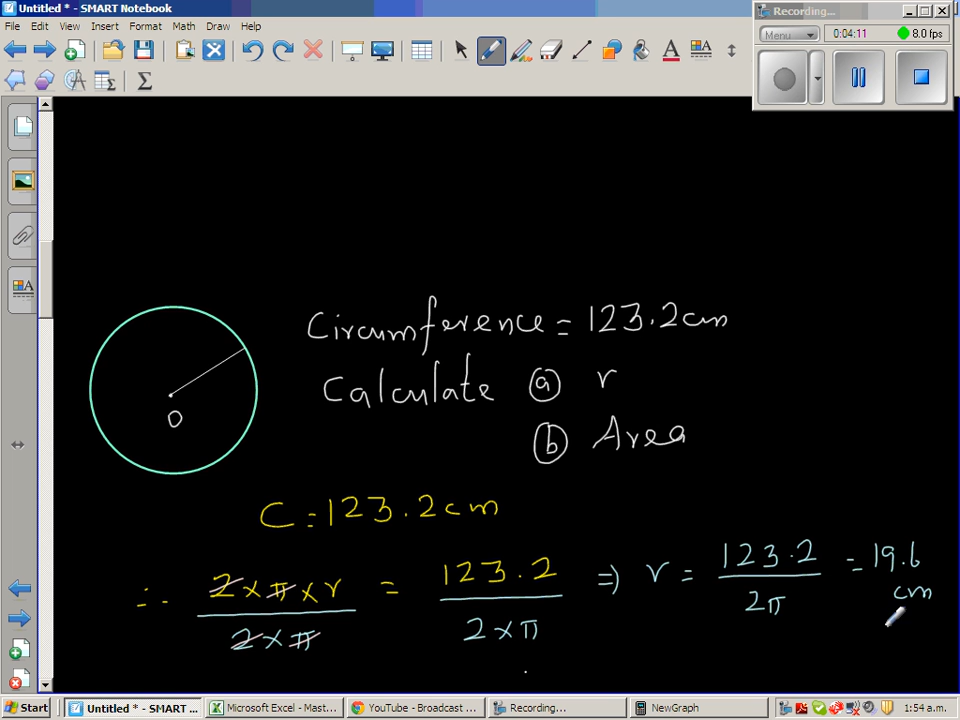 Untitled * - SMART Notebook
Recording...
File Edit View Insert Format Math Draw Help
Menu 0:04:11 8.0 fps
Circumference = 123.2cm
Calculate ⓐ r
ⓑ Area
O
C = 123.2cm
∴ 2×π×r / 2×π = 123.2 / 2×π ⇒ r = 123.2 / 2π = 19.6 cm
Start Untitled * - SMART ... Microsoft Excel - Mast... YouTube - Broadcast ... Recording... NewGraph 1:54 a.m.